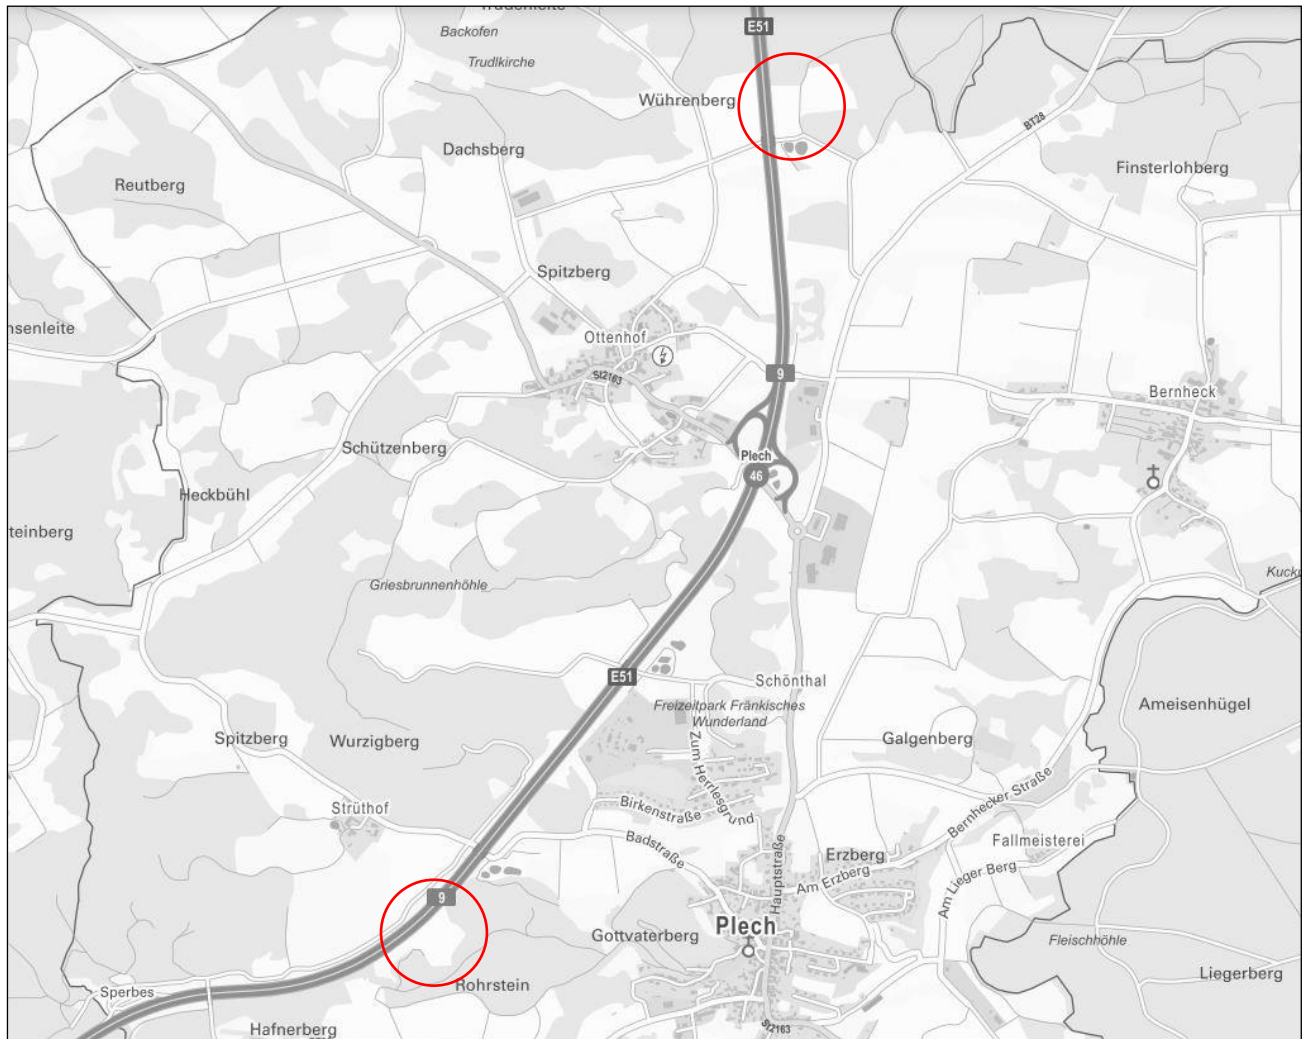 E51
Backofen
Trudlkirche
Wührenberg
BT28
Dachsberg
Finsterlohberg
Reutberg
Spitzberg
Ottenhof
St2163
9
Bernheck
Schützenberg
Plech
46
Heckbühl
Griesbrunnenhöhle
E51
Schönthal
Freizeitpark Fränkisches
Wunderland
Ameisenhügel
Spitzberg
Wurzigberg
Galgenberg
Zum Herrlesgrund
Strüthof
Birkenstraße
Bernhecker Straße
Badstraße
Hauptstraße
Erzberg
Fallmeisterei
Am Erzberg
Am Lieger Berg
9
Plech
Gottvaterberg
Fleischhöhle
Liegerberg
Rohrstein
Sperbes
Hafnerberg
St2163